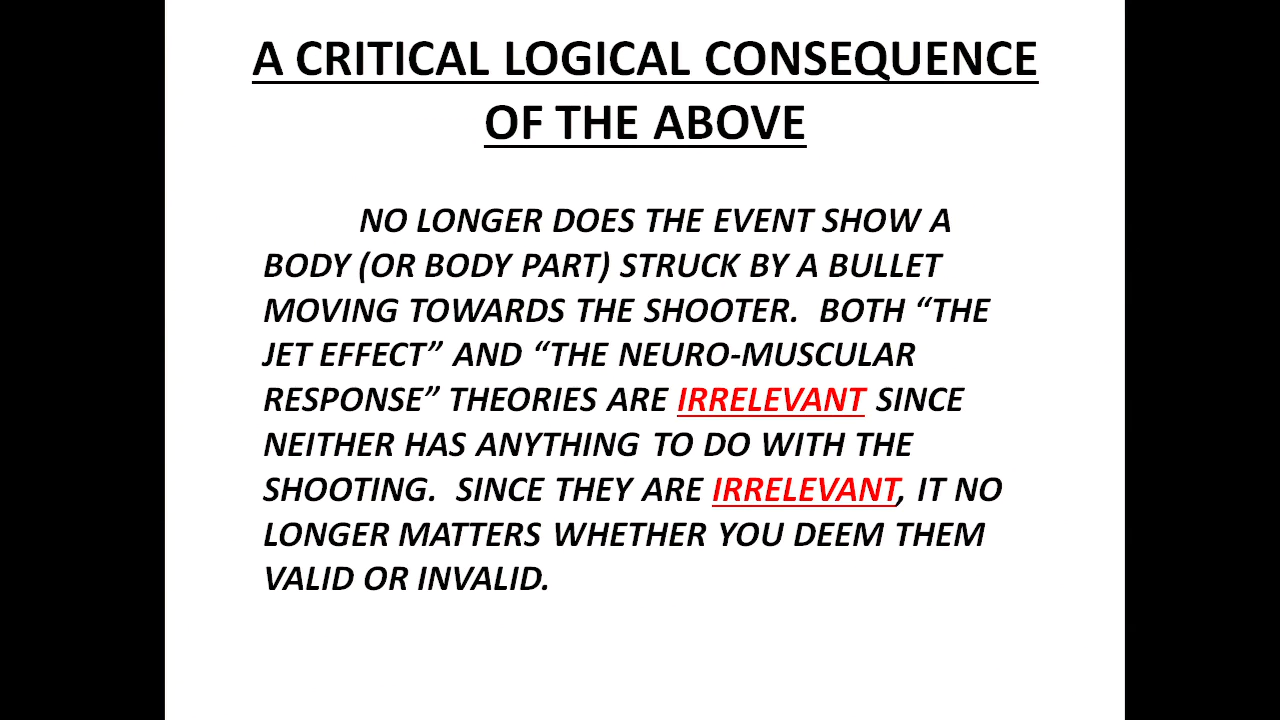 A CRITICAL LOGICAL CONSEQUENCE
OF THE ABOVE
NO LONGER DOES THE EVENT SHOW A
BODY (OR BODY PART) STRUCK BY A BULLET
MOVING TOWARDS THE SHOOTER.  BOTH “THE
JET EFFECT” AND “THE NEURO-MUSCULAR
RESPONSE” THEORIES ARE IRRELEVANT SINCE
NEITHER HAS ANYTHING TO DO WITH THE
SHOOTING.  SINCE THEY ARE IRRELEVANT, IT NO
LONGER MATTERS WHETHER YOU DEEM THEM
VALID OR INVALID.